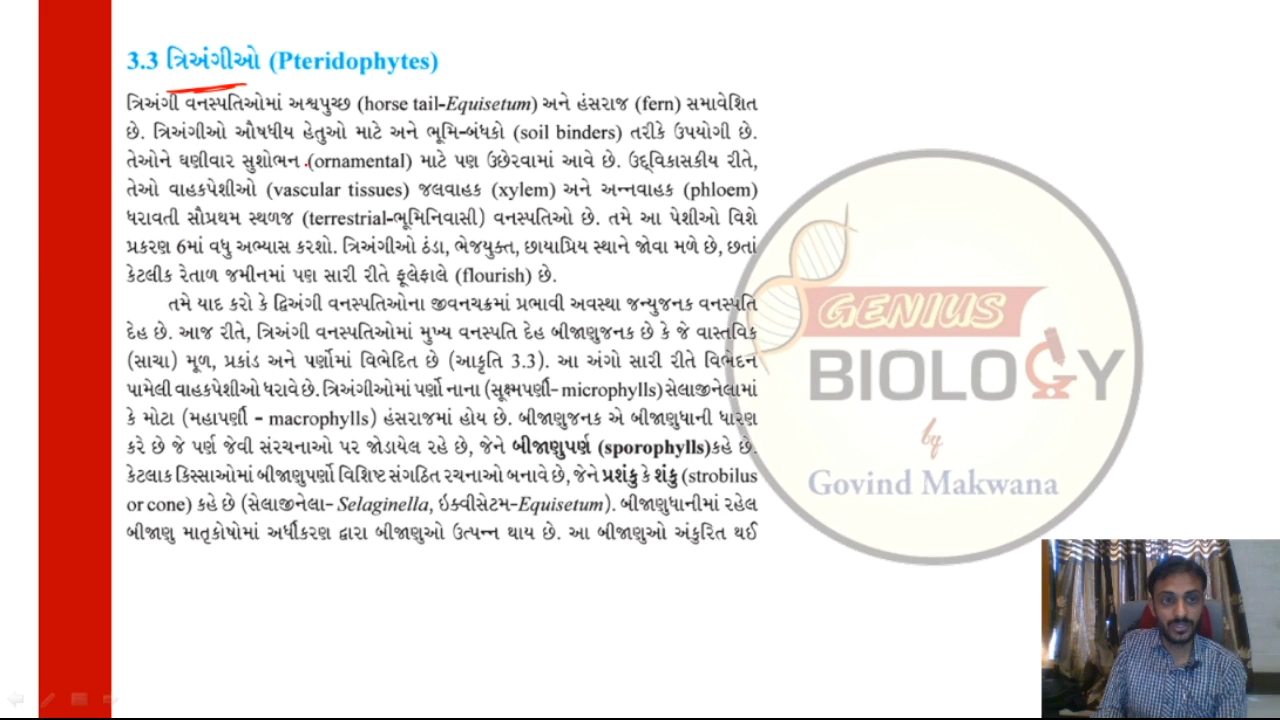 3.3 ત્રિઅંગીઓ (Pteridophytes)
ત્રિઅંગી વનસ્પતિઓમાં અશ્વપુચ્છ (horse tail-Equisetum) અને હંસરાજ (fern) સમાવેશિત
છે. ત્રિઅંગીઓ ઔષધીય હેતુઓ માટે અને ભૂમિ-બંધકો (soil binders) તરીકે ઉપયોગી છે.
તેઓને ઘણીવાર સુશોભન (ornamental) માટે પણ ઉછેરવામાં આવે છે. ઉદ્‌વિકાસકીય રીતે,
તેઓ વાહકપેશીઓ (vascular tissues) જલવાહક (xylem) અને અન્નવાહક (phloem)
ધરાવતી સૌપ્રથમ સ્થળજ (terrestrial-ભૂમિનિવાસી) વનસ્પતિઓ છે. તમે આ પેશીઓ વિશે
પ્રકરણ 6માં વધુ અભ્યાસ કરશો. ત્રિઅંગીઓ ઠંડા, ભેજયુક્ત, છાયાપ્રિય સ્થાને જોવા મળે છે, છતાં
કેટલીક રેતાળ જમીનમાં પણ સારી રીતે ફૂલેફાલે (flourish) છે.
તમે યાદ કરો કે દ્વિઅંગી વનસ્પતિઓના જીવનચક્રમાં પ્રભાવી અવસ્થા જન્યુજનક વનસ્પતિ
દેહ છે. આજ રીતે, ત્રિઅંગી વનસ્પતિઓમાં મુખ્ય વનસ્પતિ દેહ બીજાણુજનક છે કે જે વાસ્તવિક
(સાચા) મૂળ, પ્રકાંડ અને પર્ણોમાં વિભેદિત છે (આકૃતિ 3.3). આ અંગો સારી રીતે વિભેદન
પામેલી વાહકપેશીઓ ધરાવે છે. ત્રિઅંગીઓમાં પર્ણો નાના (સૂક્ષ્મપર્ણી- microphylls) સેલાજીનેલામાં
કે મોટા (મહાપર્ણી - macrophylls) હંસરાજમાં હોય છે. બીજાણુજનક એ બીજાણુધાની ધારણ
કરે છે જે પર્ણ જેવી સંરચનાઓ પર જોડાયેલ રહે છે, જેને બીજાણુપર્ણ (sporophylls)કહે છે.
કેટલાક કિસ્સાઓમાં બીજાણુપર્ણો વિશિષ્ટ સંગઠિત રચનાઓ બનાવે છે, જેને પ્રશંકુ કે શંકુ (strobilus
or cone) કહે છે (સેલાજીનેલા- Selaginella, ઇક્વીસેટમ-Equisetum). બીજાણુધાનીમાં રહેલ
બીજાણુ માતૃકોષોમાં અર્ધીકરણ દ્વારા બીજાણુઓ ઉત્પન્ન થાય છે. આ બીજાણુઓ અંકુરિત થઈ
GENIUS
BIOLOGY
by
Govind Makwana